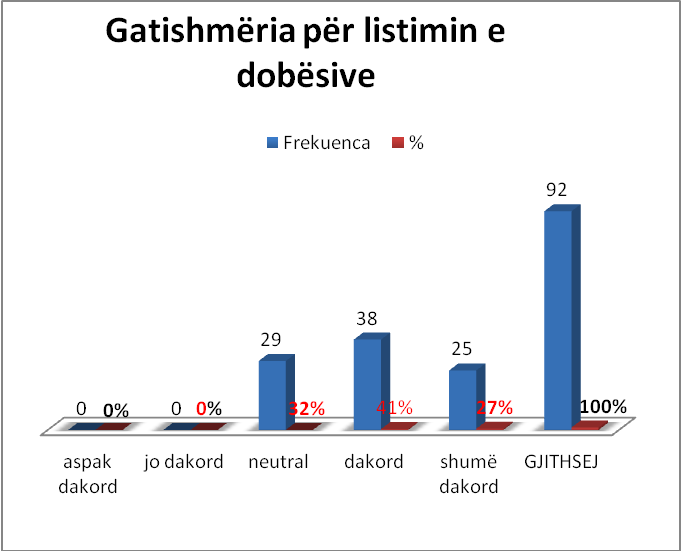 Gatishmëria për listimin e
dobësive
Frekuenca %
92
38
29
25
0 0% 0 0% 32% 41% 27% 100%
aspak jo dakord neutral dakord shumë GJITHSEJ
dakord dakord